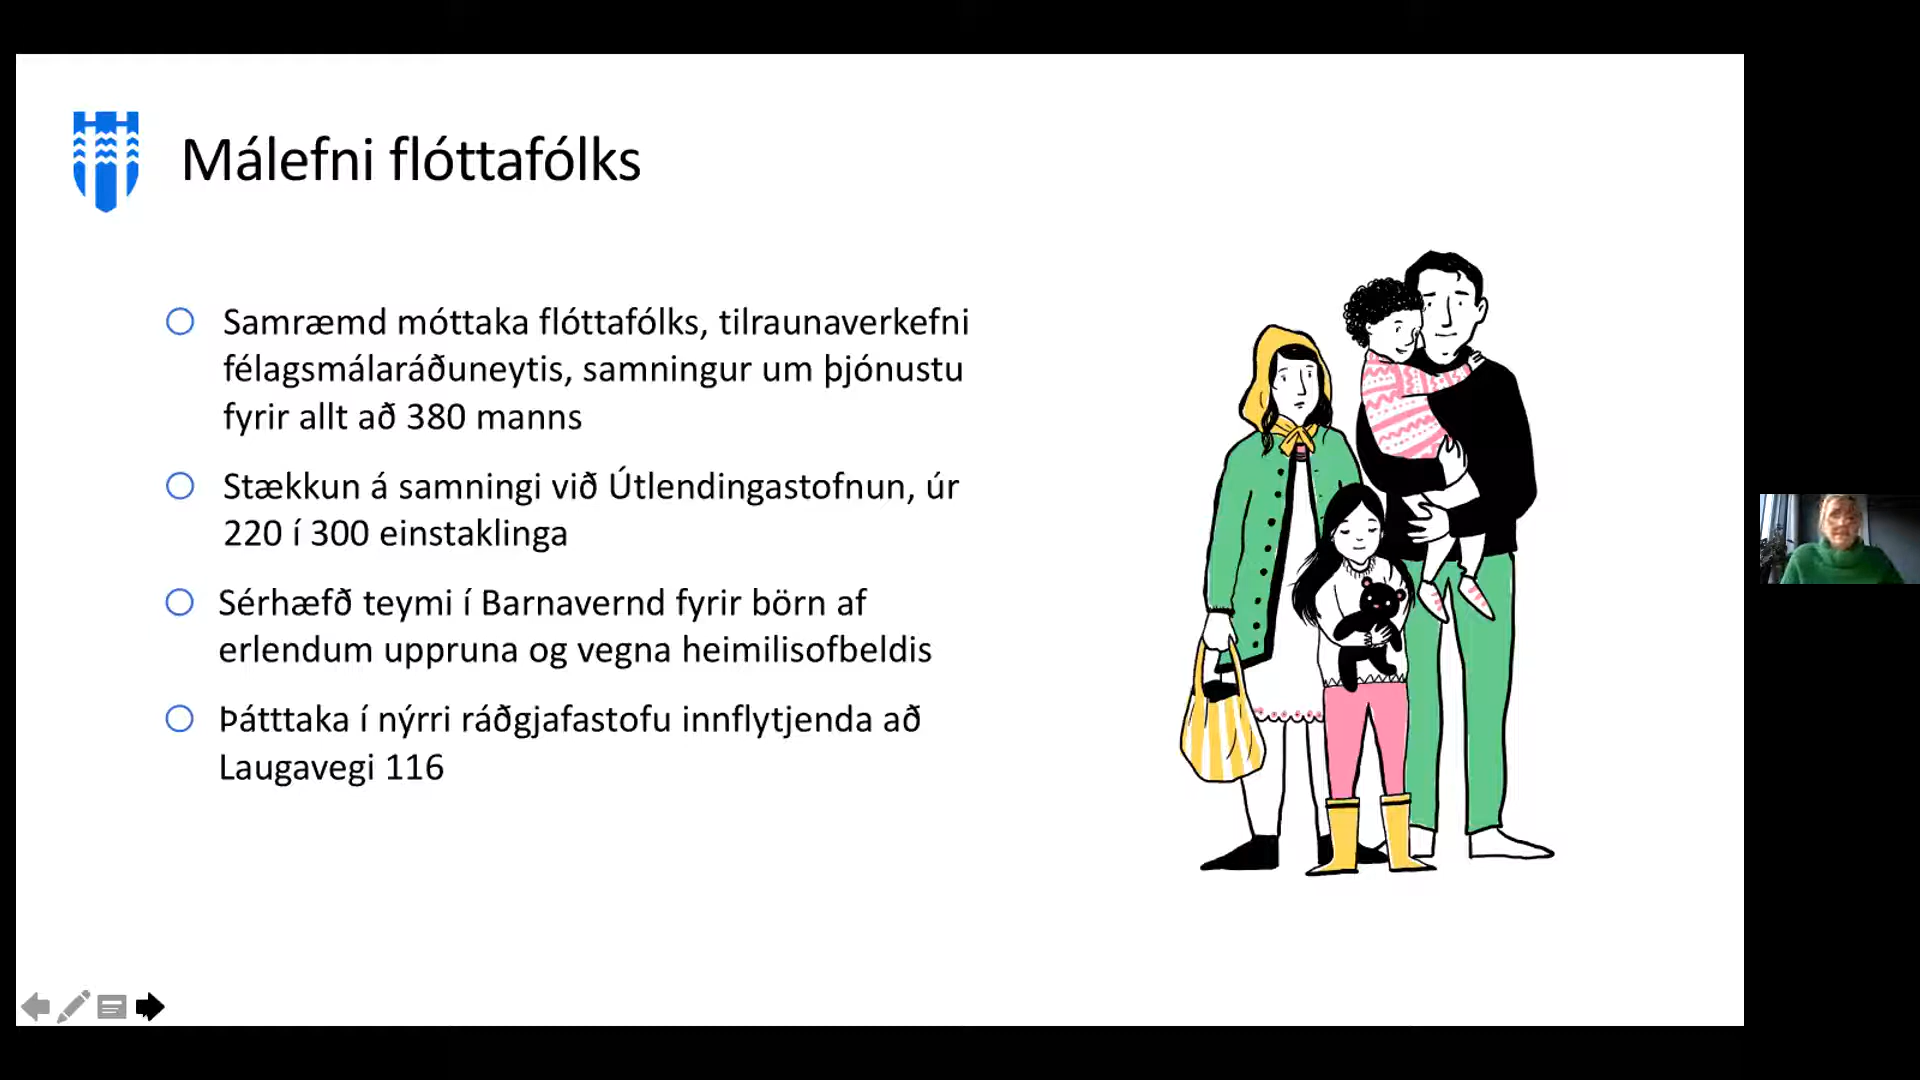 Málefni flóttafólks
Samræmd móttaka flóttafólks, tilraunaverkefni
félagsmálaráðuneytis, samningur um þjónustu
fyrir allt að 380 manns
Stækkun á samningi við Útlendingastofnun, úr
220 í 300 einstaklinga
Sérhæfð teymi í Barnavernd fyrir börn af
erlendum uppruna og vegna heimilisofbeldis
Þátttaka í nýrri ráðgjafastofu innflytjenda að
Laugavegi 116